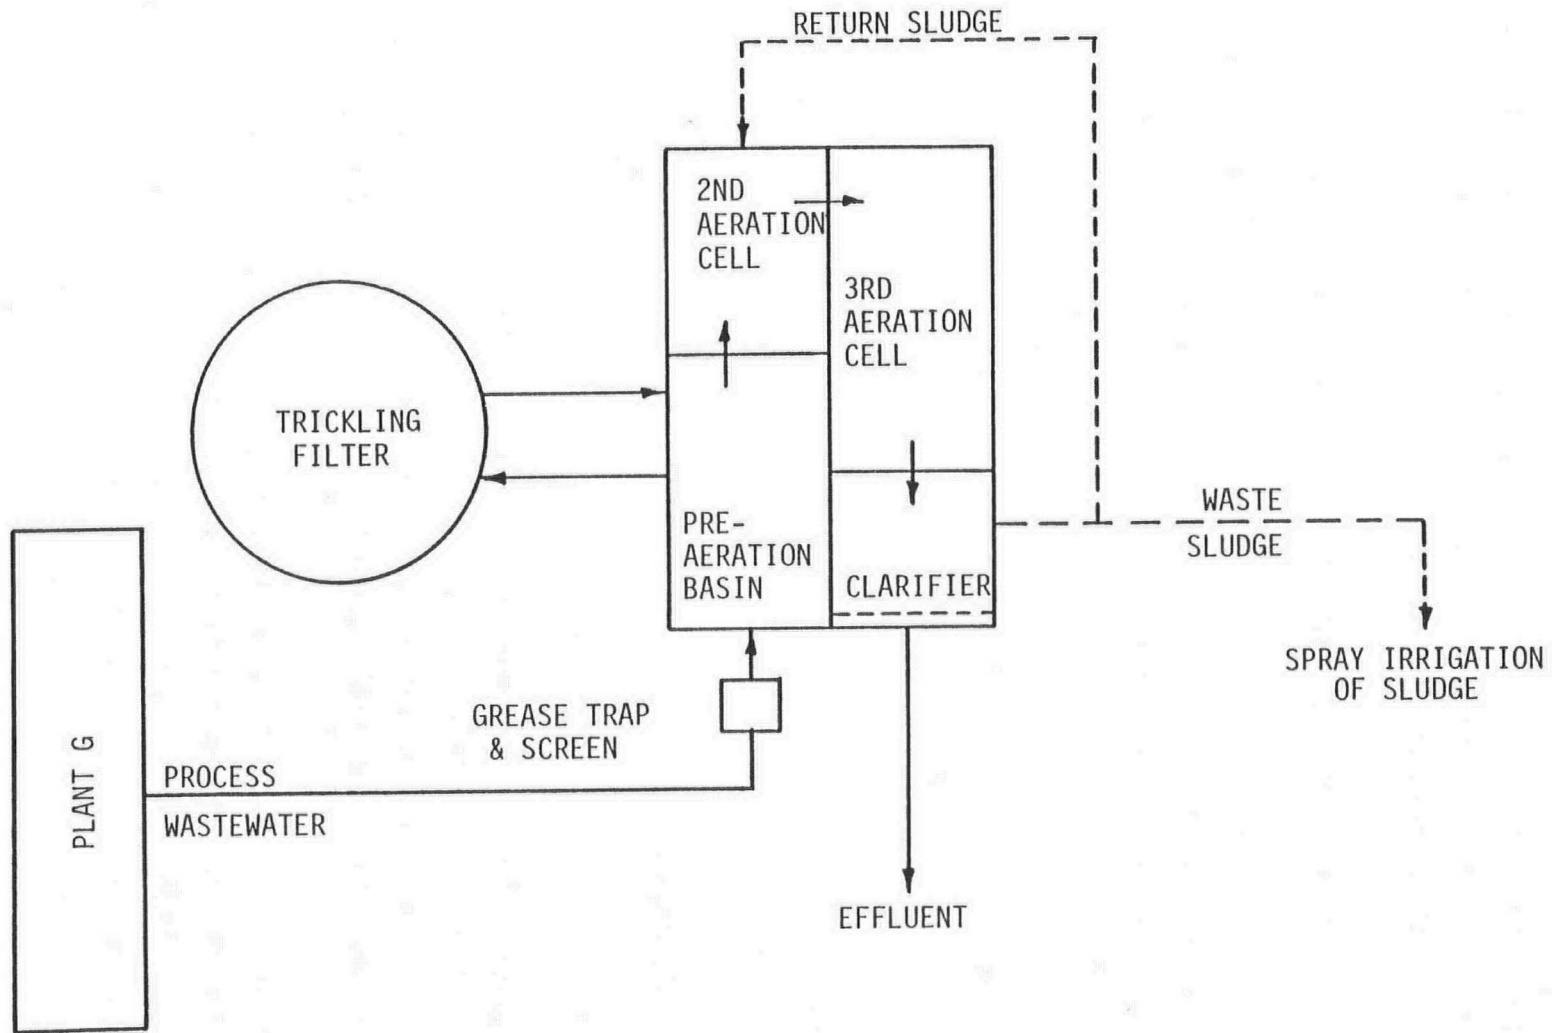 RETURN SLUDGE
2ND
AERATION
CELL
3RD
AERATION
CELL
TRICKLING
FILTER
PRE-
AERATION
BASIN
CLARIFIER
WASTE
SLUDGE
SPRAY IRRIGATION
OF SLUDGE
GREASE TRAP
& SCREEN
PLANT G
PROCESS
WASTEWATER
EFFLUENT